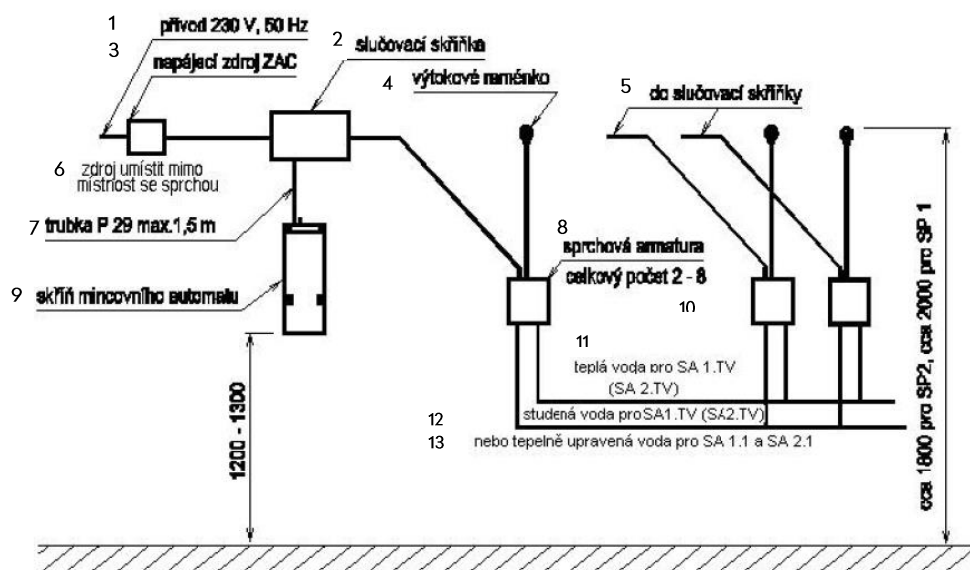 1 přívod 230 V, 50 Hz
3 napájecí zdroj ZAC
2 slučovací skříňka
4 výtokové raménko
5 do slučovací skříňky
6 zdroj umístit mimo
místnost se sprchou
7 trubka P 29 max.1,5 m
8 sprchová armatura
celkový počet 2 - 8
9 skříň mincovního automatu
10
11
teplá voda pro SA 1.TV
(SA 2.TV)
12 studená voda pro SA1.TV (SA2.TV)
13 nebo tepelně upravená voda pro SA 1.1 a SA 2.1
1200 - 1300
cca 1800 pro SP2, cca 2000 pro SP 1